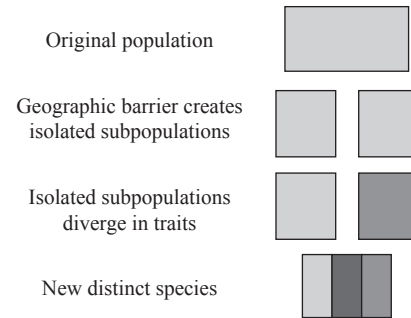 Original population
Geographic barrier creates
isolated subpopulations
Isolated subpopulations
diverge in traits
New distinct species